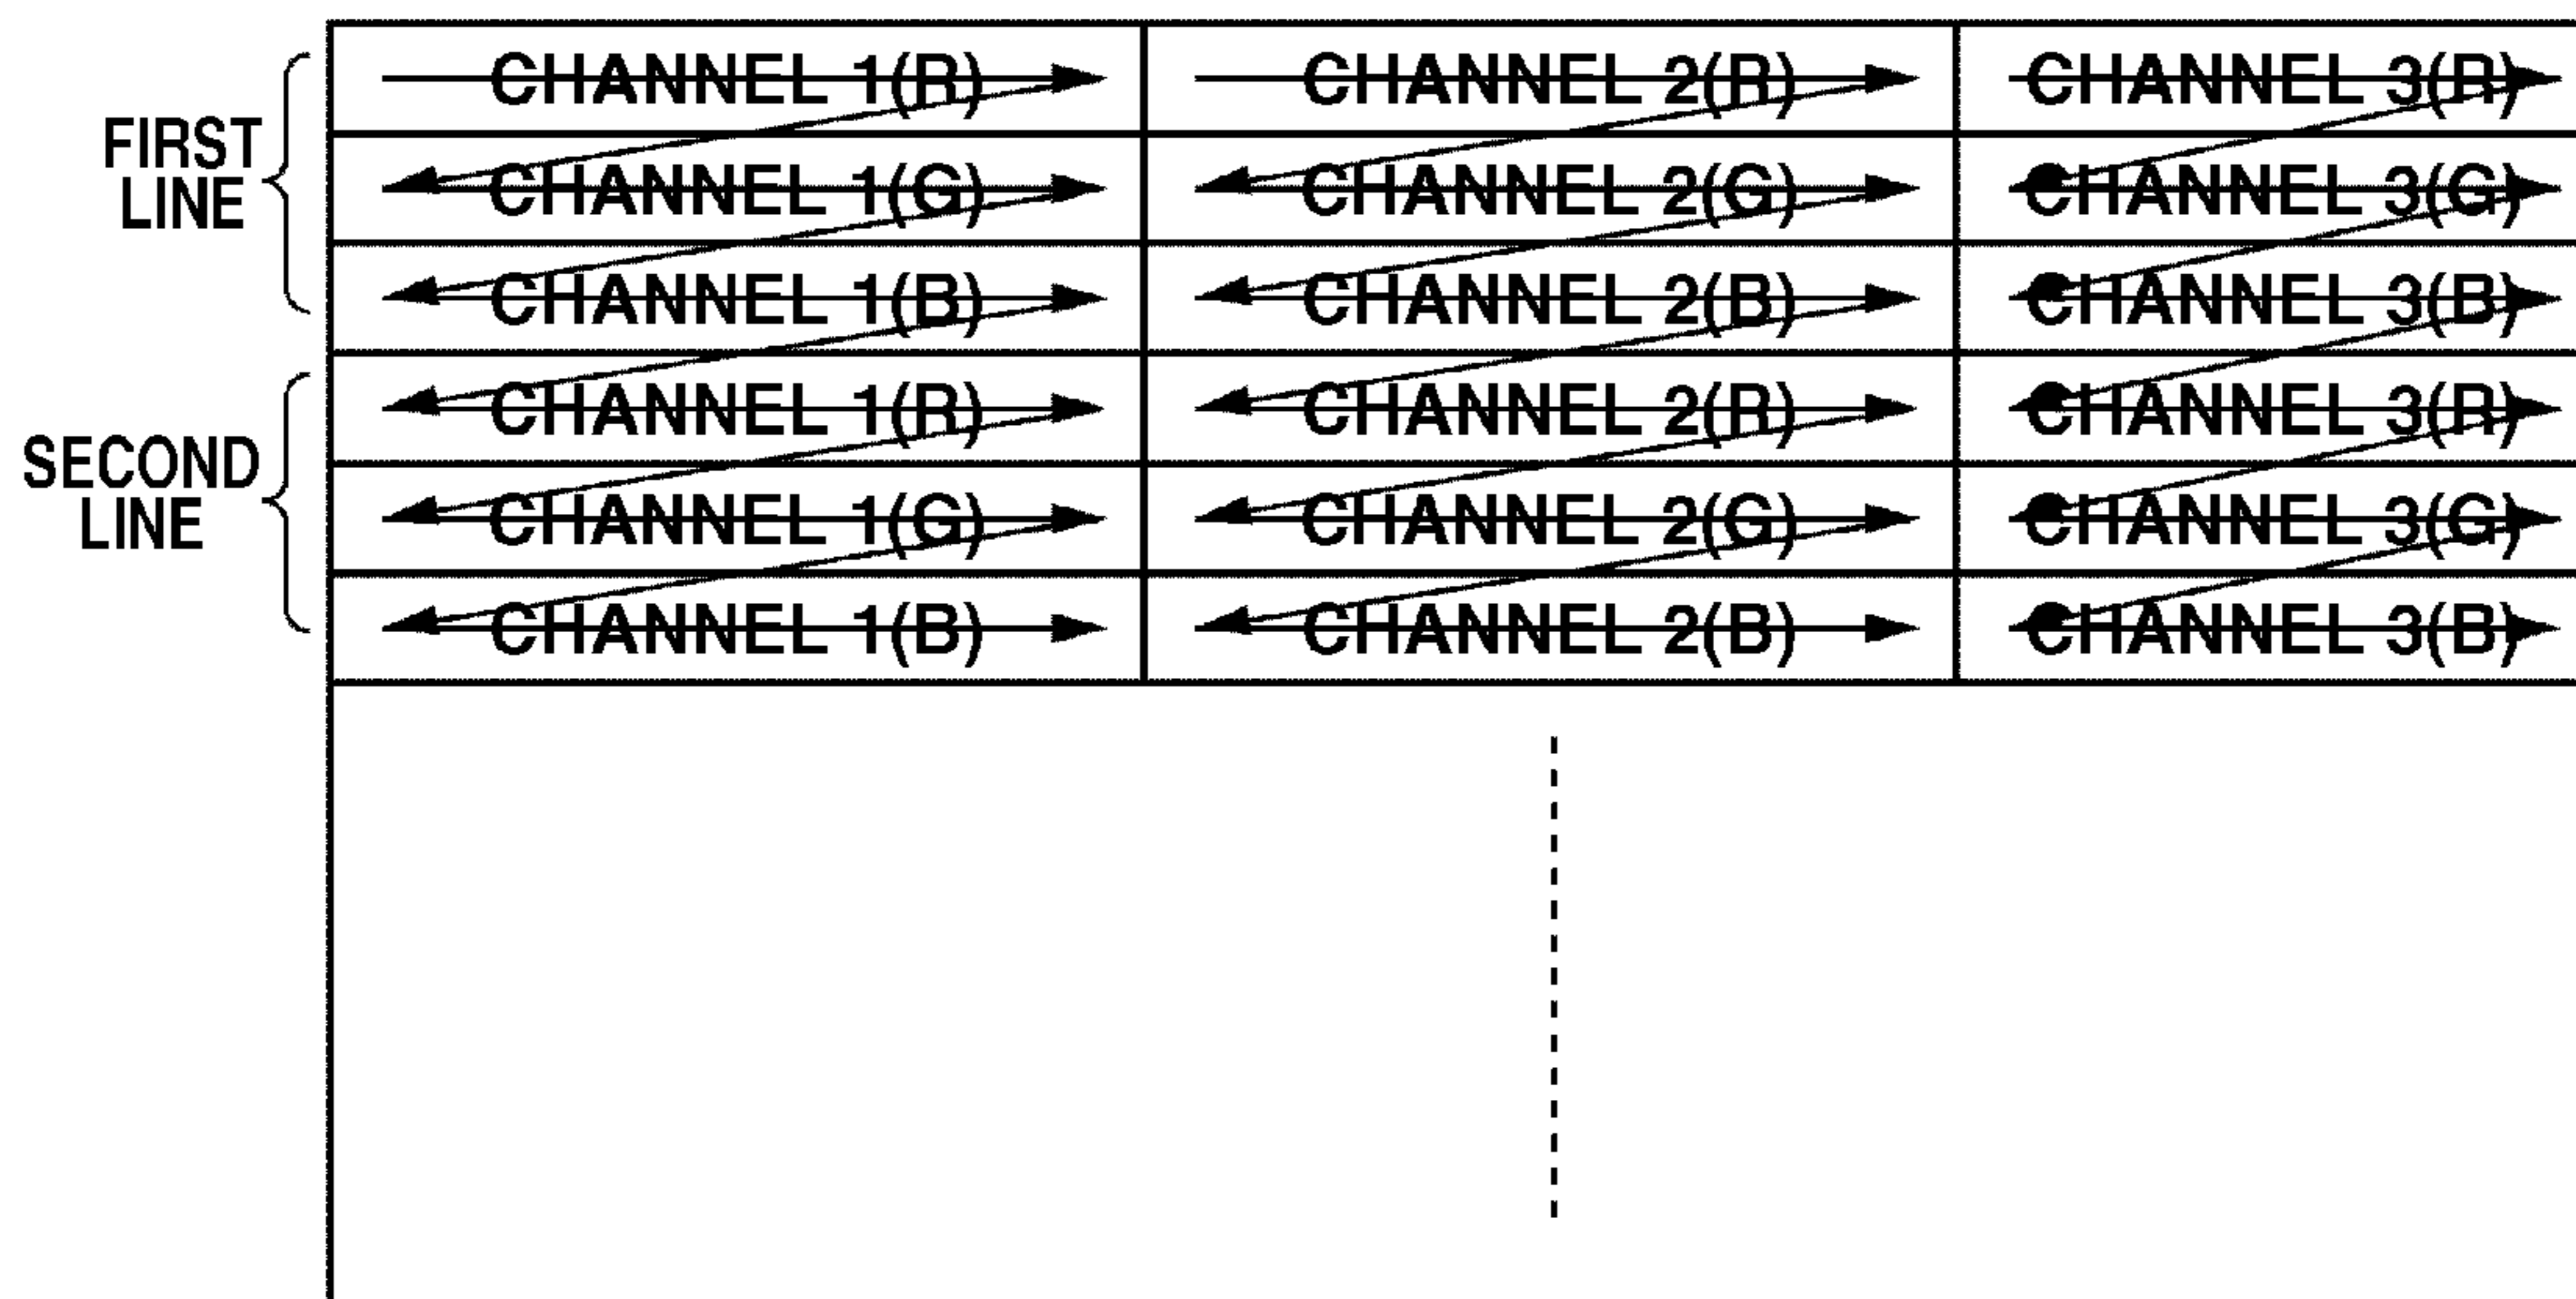 CHANNEL 1(R) CHANNEL 2(R) CHANNEL 3(R)
FIRST
LINE
CHANNEL 1(G) CHANNEL 2(G) CHANNEL 3(G)
CHANNEL 1(B) CHANNEL 2(B) CHANNEL 3(B)
CHANNEL 1(R) CHANNEL 2(R) CHANNEL 3(R)
SECOND
LINE
CHANNEL 1(G) CHANNEL 2(G) CHANNEL 3(G)
CHANNEL 1(B) CHANNEL 2(B) CHANNEL 3(B)